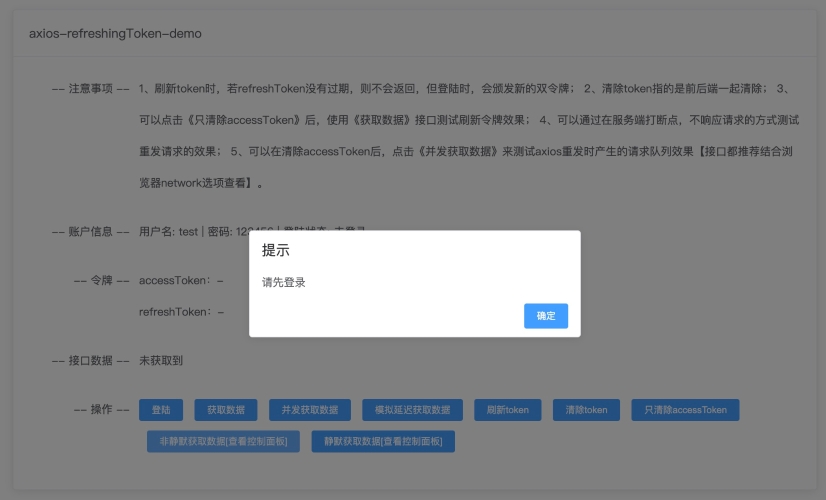 axios-refreshingToken-demo
-- 注意事项 -- 1、刷新token时，若refreshToken没有过期，则不会返回，但登陆时，会颁发新的双令牌； 2、清除token指的是前后端一起清除； 3、
可以点击《只清除accessToken》后，使用《获取数据》接口测试刷新令牌效果； 4、可以通过在服务端打断点，不响应请求的方式测试
重发请求的效果； 5、可以在清除accessToken后，点击《并发获取数据》来测试axios重发时产生的请求队列效果【接口都推荐结合浏
览器network选项查看】。
-- 账户信息 -- 用户名: test | 密码: 123456 | 登陆状态: 未登录
提示
请先登录
确定
-- 令牌 -- accessToken： -
refreshToken： -
-- 接口数据 -- 未获取到
-- 操作 -- 登陆 获取数据 并发获取数据 模拟延迟获取数据 刷新token 清除token 只清除accessToken
非静默获取数据[查看控制面板] 静默获取数据[查看控制面板]